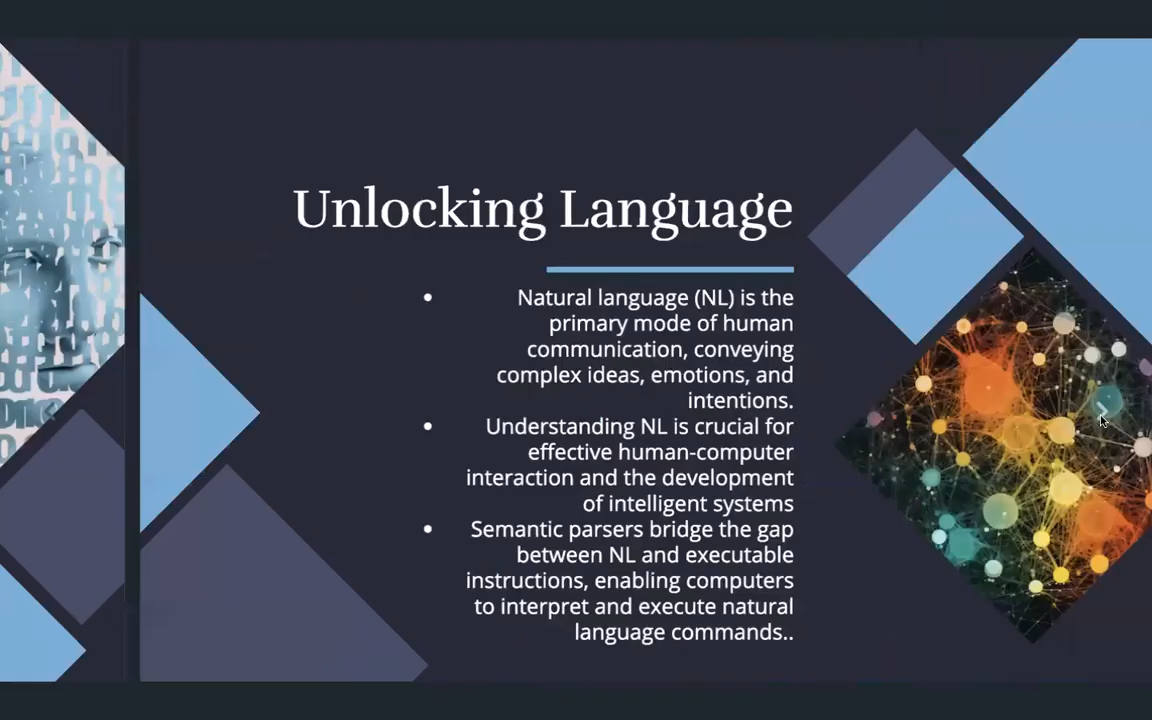 Unlocking Language
• Natural language (NL) is the
primary mode of human
communication, conveying
complex ideas, emotions, and
intentions.
• Understanding NL is crucial for
effective human-computer
interaction and the development
of intelligent systems
• Semantic parsers bridge the gap
between NL and executable
instructions, enabling computers
to interpret and execute natural
language commands..